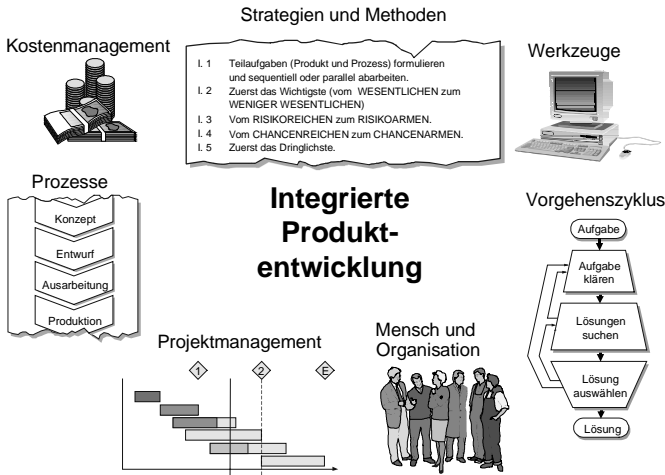 Strategien und Methoden
Kostenmanagement
I. 1 Teilaufgaben (Produkt und Prozess) formulieren
und sequentiell oder parallel abarbeiten.
I. 2 Zuerst das Wichtigste (vom WESENTLICHEN zum
WENIGER WESENTLICHEN)
I. 3 Vom RISIKOREICHEN zum RISIKOARMEN.
I. 4 Vom CHANCENREICHEN zum CHANCENARMEN.
I. 5 Zuerst das Dringlichste.
Werkzeuge
Prozesse
Konzept
Entwurf
Ausarbeitung
Produktion
Integrierte
Produkt-
entwicklung
Vorgehenszyklus
Aufgabe
Aufgabe
klären
Lösungen
suchen
Lösung
auswählen
Lösung
Projektmanagement
1
2
E
Mensch und
Organisation